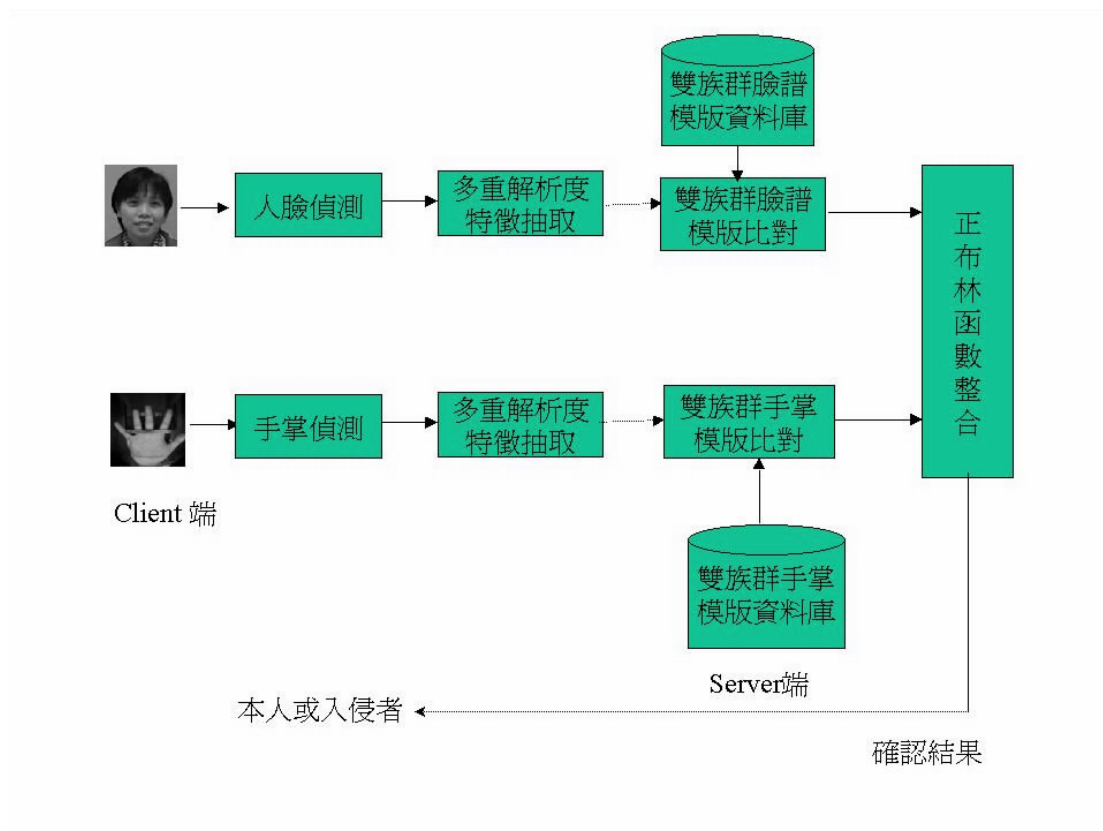 雙族群臉譜
模版資料庫
人臉偵測
多重解析度
特徵抽取
雙族群臉譜
模版比對
正布林函數整合
手掌偵測
多重解析度
特徵抽取
雙族群手掌
模版比對
Client 端
雙族群手掌
模版資料庫
Server端
本人或入侵者
確認結果